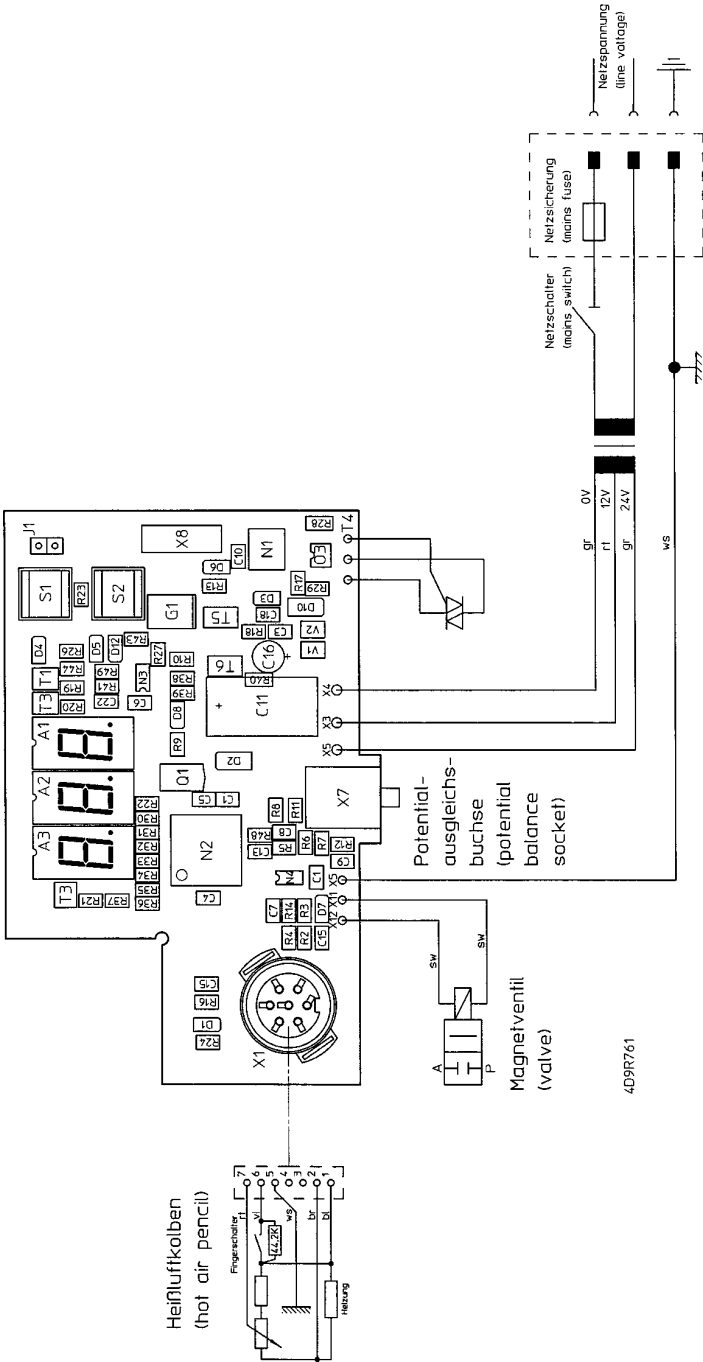 Heißluftkolben
(hot air pencil)
Fingerschalter
44,2K
Heizung
rt
vi
ws
br
bl
7
6
5
4
3
2
1
X1
R24
D1
R16
C15
T3
R21
R37
R36
R35
R34
R33
R32
R31
R30
R22
A3
A2
A1
T3
T1
R20
R19
R44
R26
D4
C22
R41
R49
D5
D12
R43
C6
N3
R27
S1
R23
S2
J1
X8
G1
R9
D8
R39
R38
R10
T6
T5
R13
D6
C10
N1
C4
N2
C5
C1
Q1
D2
C11
+
R40
C16
+
R18
C3
C18
D3
D10
V1
V2
R17
R29
Q3
R28
T4
C7
R14
R4
R3
R2
D7
C15
N4
C1
C13
R48
R5
C8
R6
R7
R8
R11
R12
C9
X7
X12
X11
X5
X5
X3
X4
sw
sw
A
P
Magnetventil
(valve)
Potential-
ausgleichs-
buchse
(potential
balance
socket)
gr 0V
rt 12V
gr 24V
ws
Netzschalter
(mains switch)
Netzsicherung
(mains fuse)
Netzspannung
(line voltage)
4D9R761